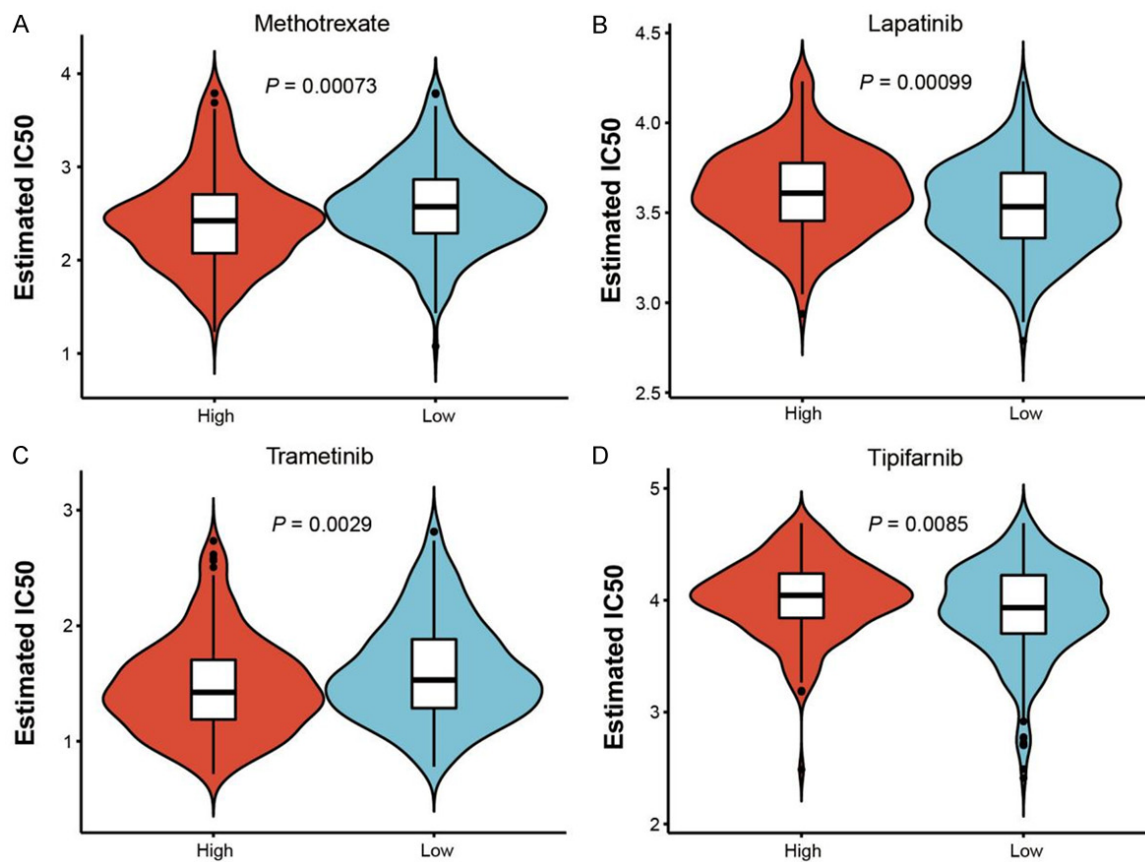 A
Methotrexate
P = 0.00073
Estimated IC50
4
3
2
1
High
Low
B
Lapatinib
P = 0.00099
Estimated IC50
4.5
4.0
3.5
3.0
2.5
High
Low
C
Trametinib
P = 0.0029
Estimated IC50
3
2
1
High
Low
D
Tipifarnib
P = 0.0085
Estimated IC50
5
4
3
2
High
Low